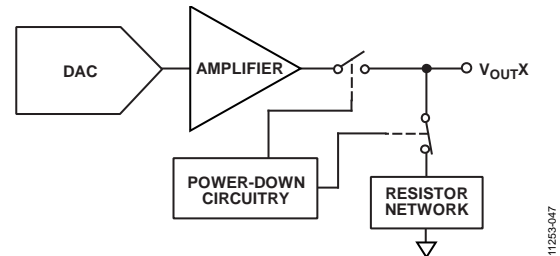 DAC
AMPLIFIER
VOUTX
POWER-DOWN
CIRCUITRY
RESISTOR
NETWORK
11253-047